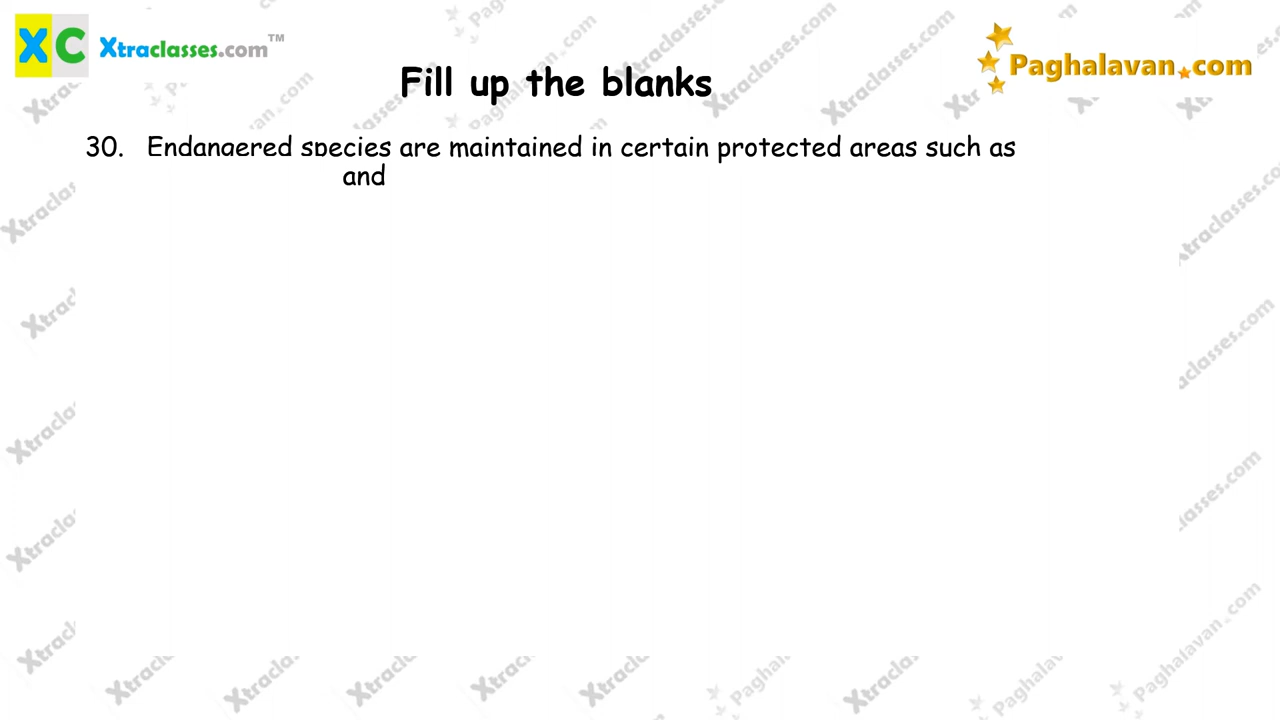 XC Xtraclasses.com™
Paghalavan.com
Fill up the blanks
30. Endangered species are maintained in certain protected areas such as
and